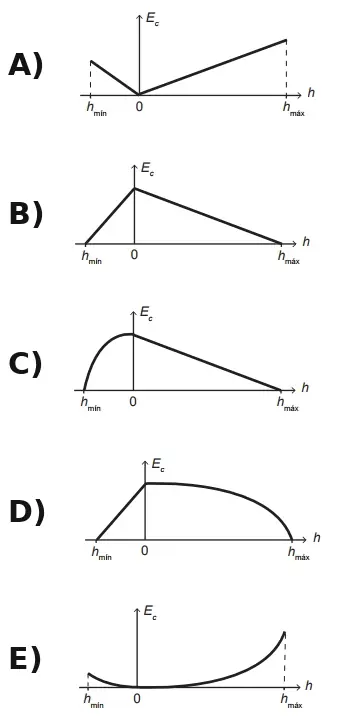 E_c
A)
h
h_mín 0 h_máx
E_c
B)
h
h_mín 0 h_máx
E_c
C)
h
h_mín 0 h_máx
E_c
D)
h
h_mín 0 h_máx
E_c
E)
h
h_mín 0 h_máx